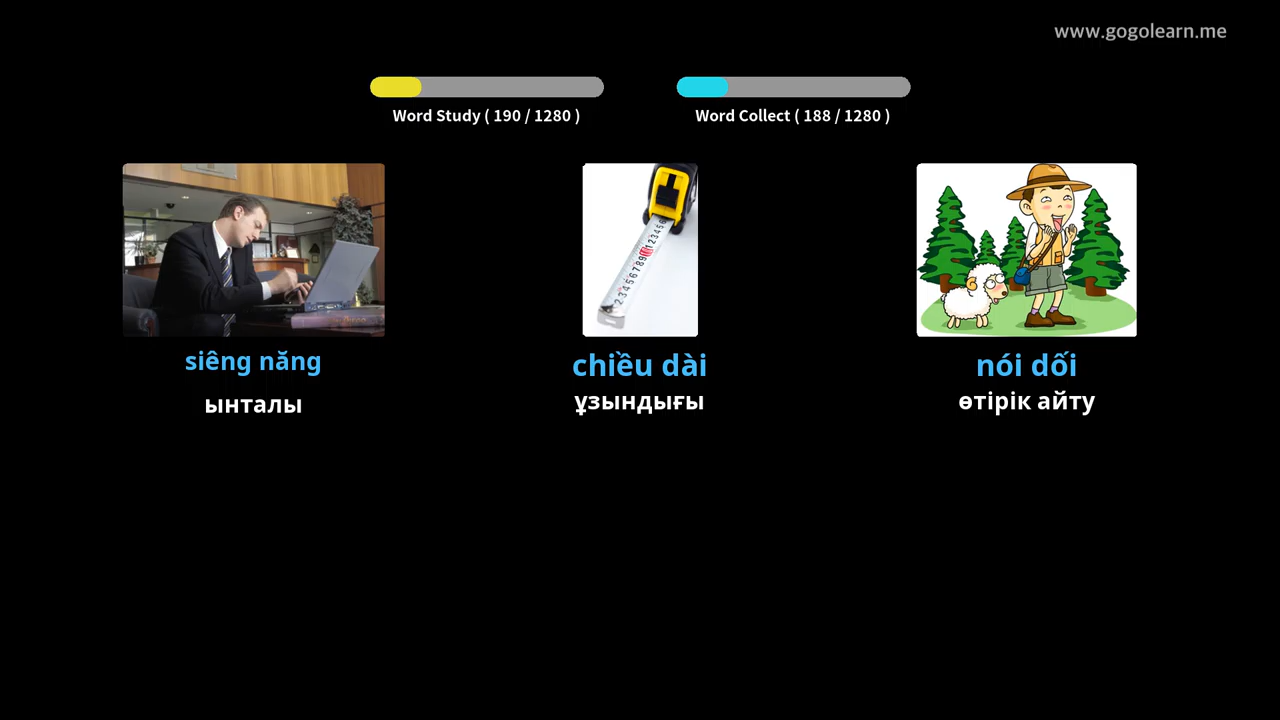 www.gogolearn.me
Word Study ( 190 / 1280 )
Word Collect ( 188 / 1280 )
siêng năng
chiều dài
nói dối
ынталы
ұзындығы
өтірік айту